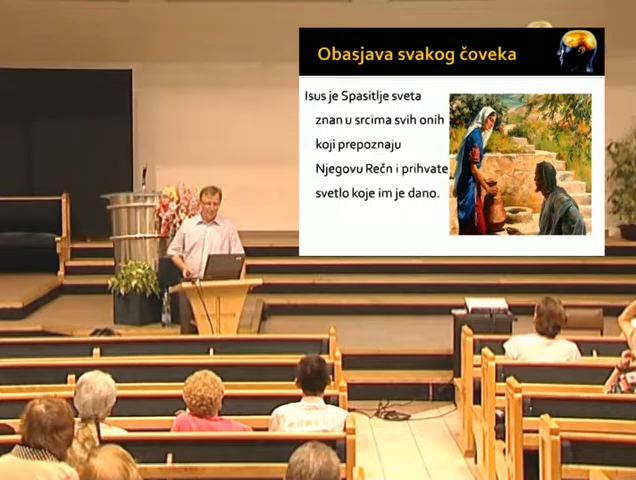 Obasjava svakog čoveka
Isus je Spasitlje sveta
znan u srcima svih onih
koji prepoznaju
Njegovu Rečn i prihvate
svetlo koje im je dano.